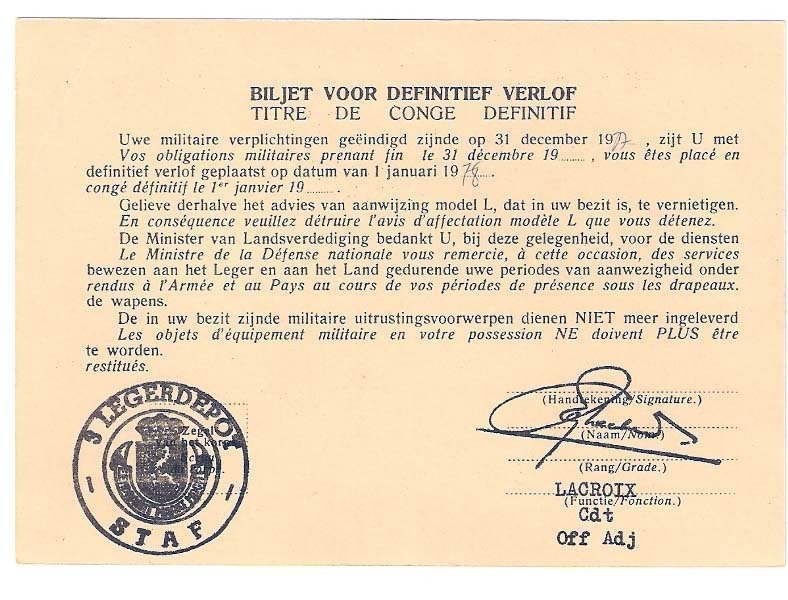 BILJET VOOR DEFINITIEF VERLOF
TITRE DE CONGE DEFINITIF
Uwe militaire verplichtingen geëindigd zijnde op 31 december 1977, zijt U met
Vos obligations militaires prenant fin le 31 décembre 19........, vous êtes placé en
definitief verlof geplaatst op datum van 1 januari 1978.
congé définitif le 1er janvier 19..........
Gelieve derhalve het advies van aanwijzing model L, dat in uw bezit is, te vernietigen.
En conséquence veuillez détruire l'avis d'affectation modèle L que vous détenez.
De Minister van Landsverdediging bedankt U, bij deze gelegenheid, voor de diensten
Le Ministre de la Défense nationale vous remercie, à cette occasion, des services
bewezen aan het Leger en aan het Land gedurende uwe periodes van aanwezigheid onder
rendus à l'Armée et au Pays au cours de vos périodes de présence sous les drapeaux.
de wapens.
De in uw bezit zijnde militaire uitrustingsvoorwerpen dienen NIET meer ingeleverd
Les objets d'équipement militaire en votre possession NE doivent PLUS être
te worden.
restitués.
3 LEGERDEPOT
Zegel
van het korps
STAF
(Handtekening/Signature.)
(Naam/Nom.)
(Rang/Grade.)
LACROIX
(Functie/Fonction.)
Cdt
Off Adj